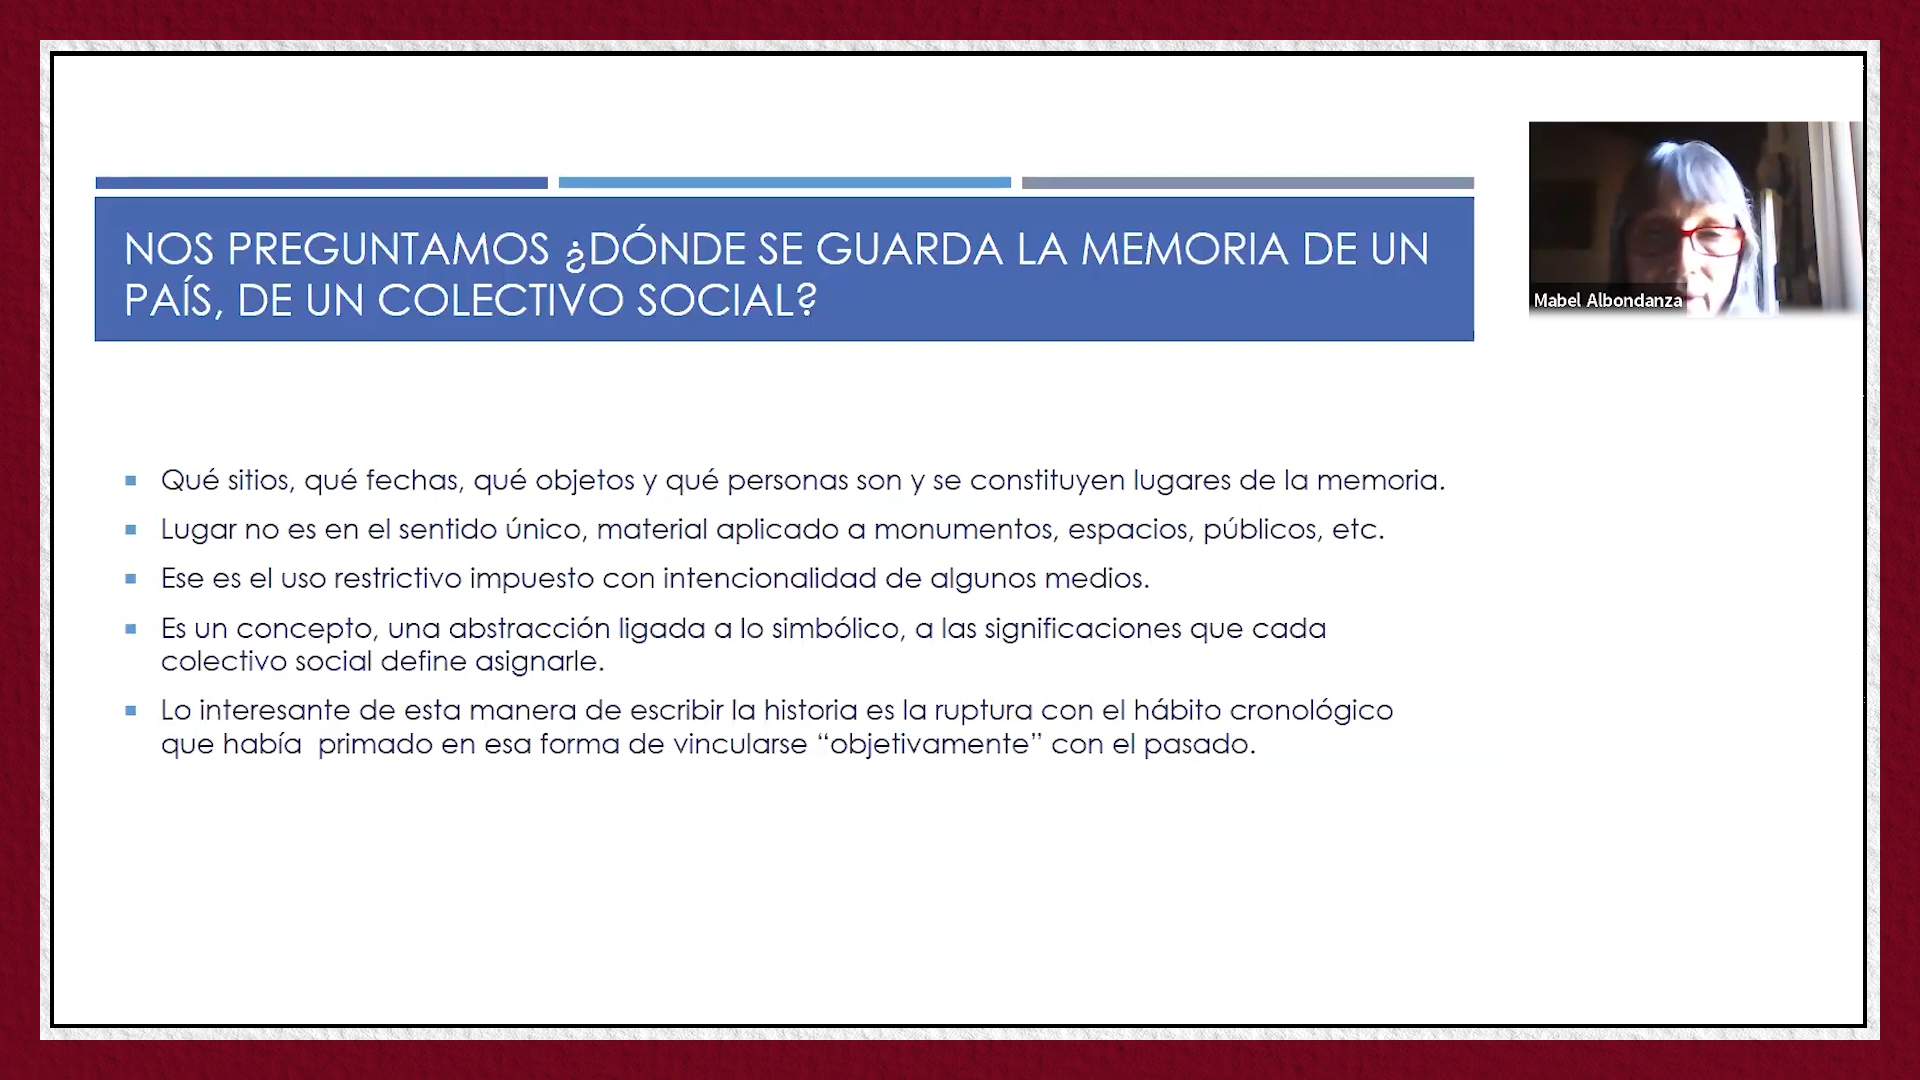 NOS PREGUNTAMOS ¿DÓNDE SE GUARDA LA MEMORIA DE UN
PAÍS, DE UN COLECTIVO SOCIAL?
Mabel Albondanza
Qué sitios, qué fechas, qué objetos y qué personas son y se constituyen lugares de la memoria.
Lugar no es en el sentido único, material aplicado a monumentos, espacios, públicos, etc.
Ese es el uso restrictivo impuesto con intencionalidad de algunos medios.
Es un concepto, una abstracción ligada a lo simbólico, a las significaciones que cada
colectivo social define asignarle.
Lo interesante de esta manera de escribir la historia es la ruptura con el hábito cronológico
que había  primado en esa forma de vincularse “objetivamente” con el pasado.